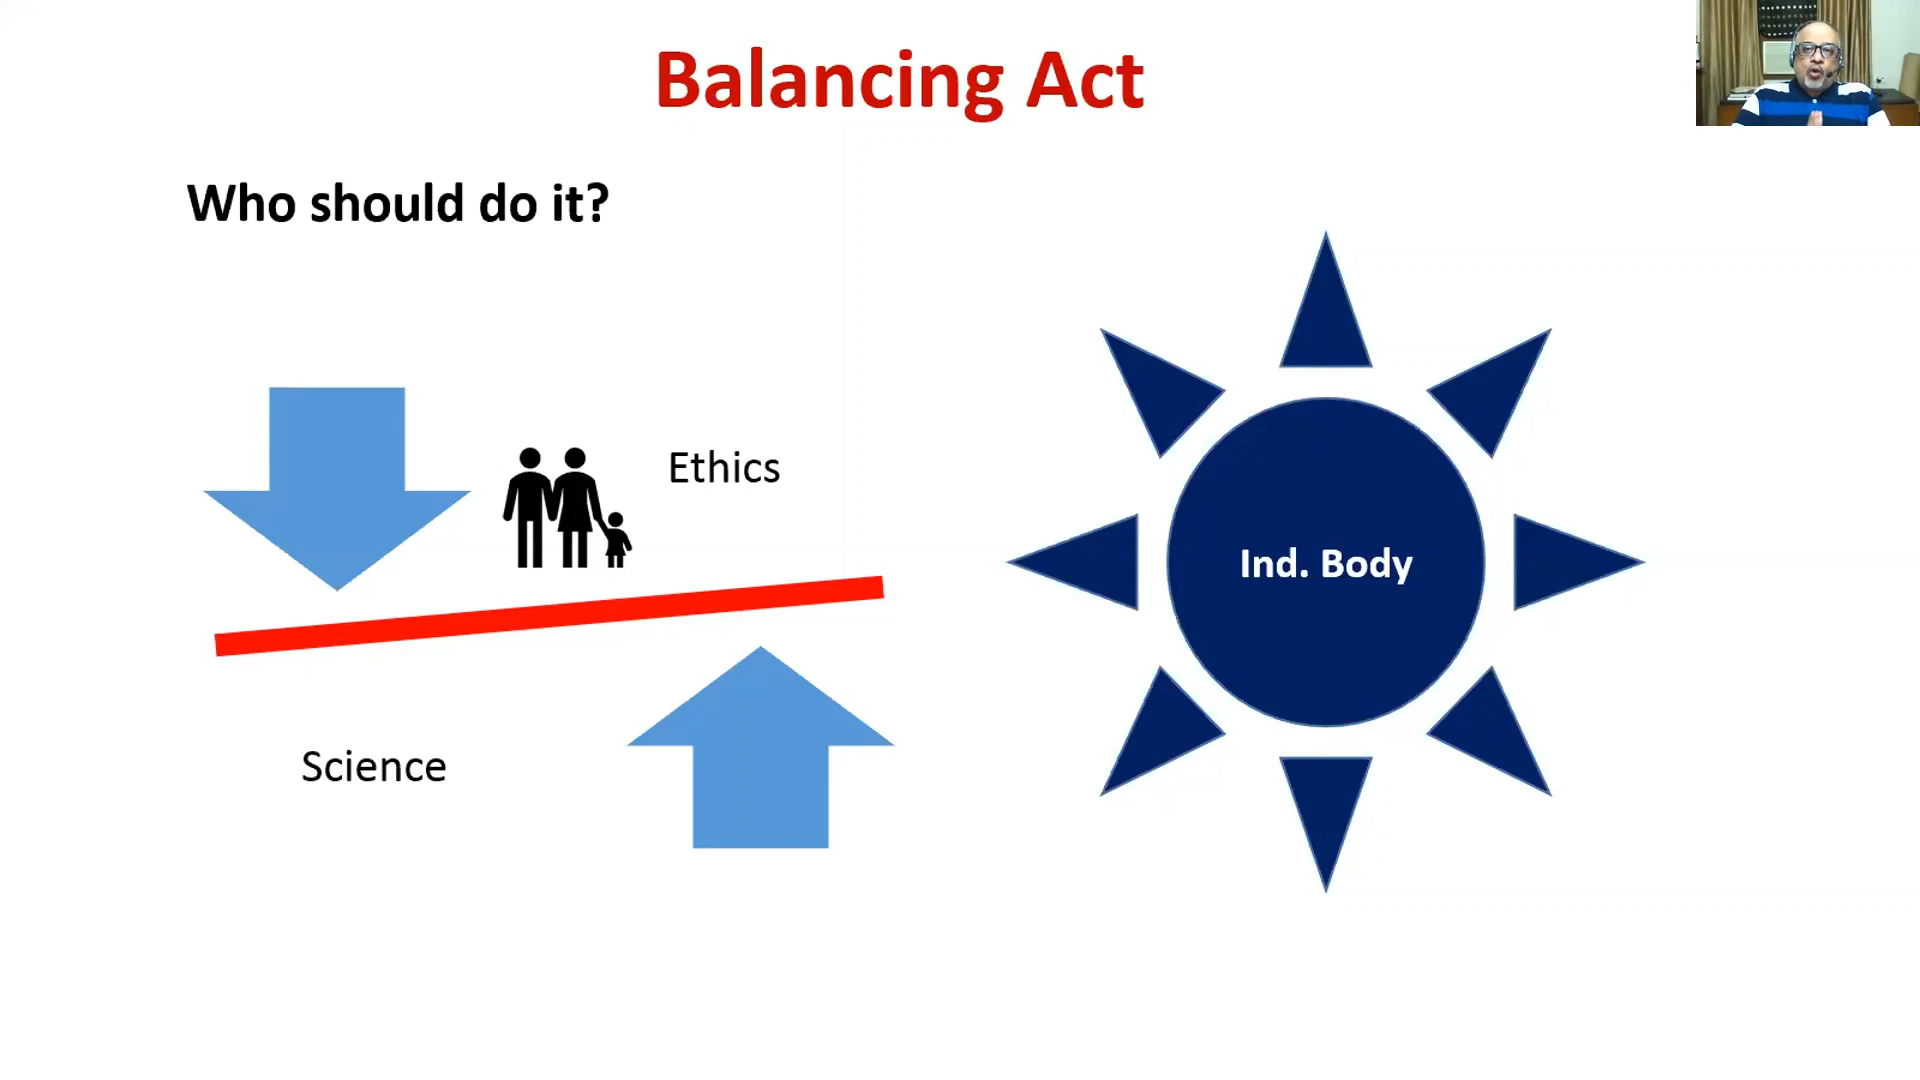 Balancing Act
Who should do it?
Ethics
Ind. Body
Science